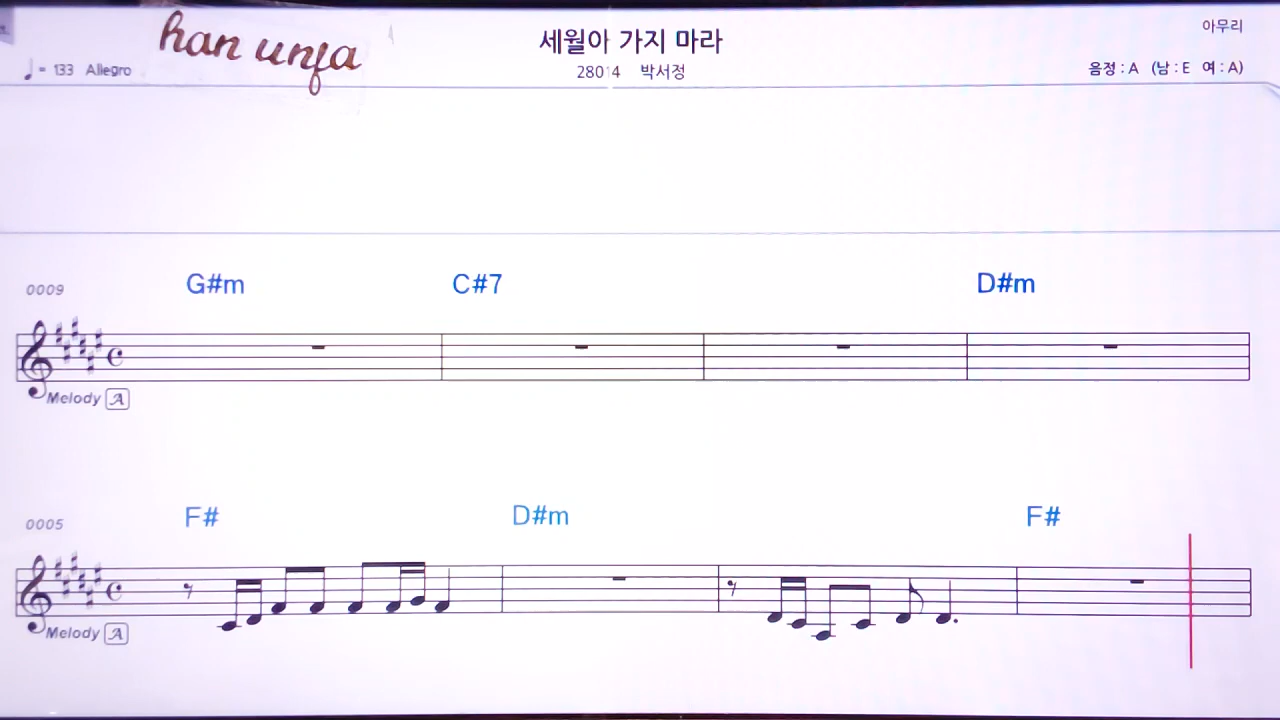 han unja
세월아 가지 마라
아무리
♩ = 133 Allegro
28014 박서정
음정 : A (남 : E 여 : A)
0009
G#m C#7 D#m
Melody A
0005
F# D#m F#
Melody A